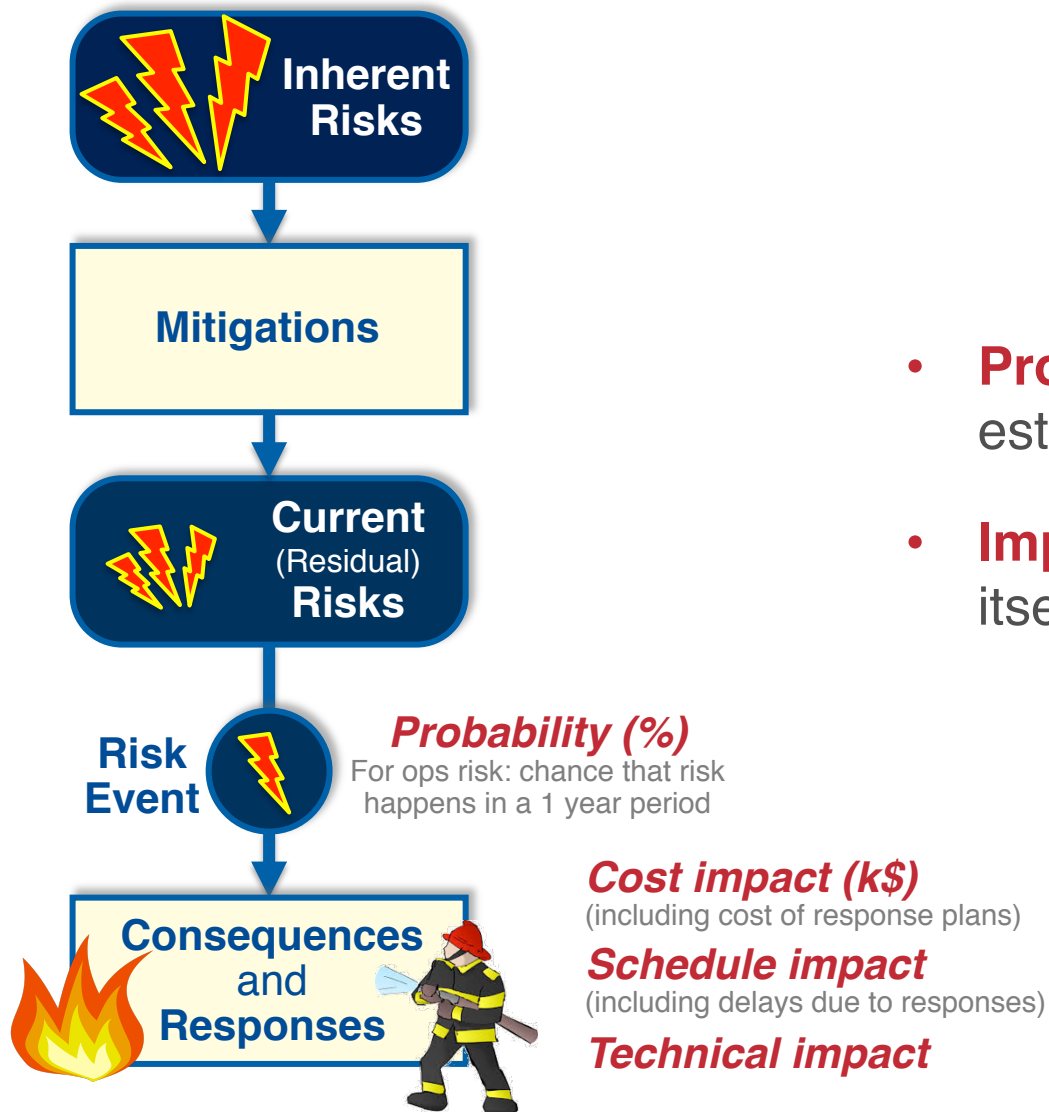 Inherent
Risks
Mitigations
Current
(Residual)
Risks
Risk
Event
Probability (%)
For ops risk: chance that risk
happens in a 1 year period
Consequences
and
Responses
Cost impact (k$)
(including cost of response plans)
Schedule impact
(including delays due to responses)
Technical impact